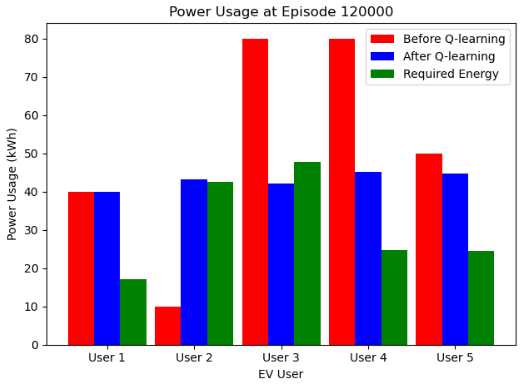 Power Usage at Episode 120000
Before Q-learning
After Q-learning
Required Energy
Power Usage (kWh)
80
70
60
50
40
30
20
10
0
User 1 User 2 User 3 User 4 User 5
EV User